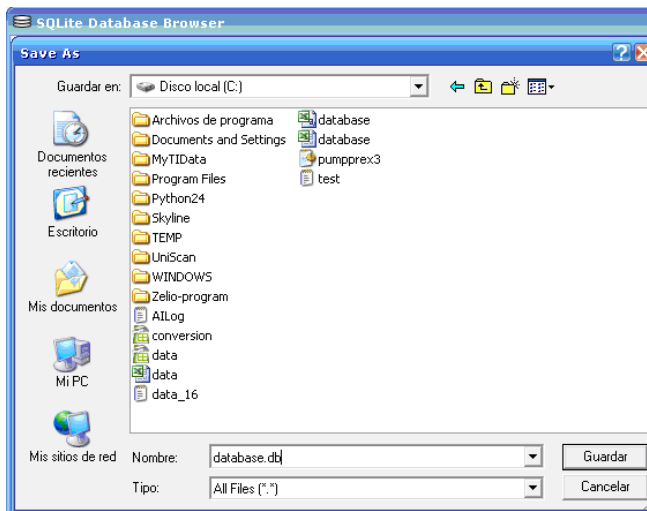 SQLite Database Browser
Save As
Guardar en:
Disco local (C:)
Documentos
recientes
Escritorio
Mis documentos
Mi PC
Mis sitios de red
Archivos de programa
Documents and Settings
MyTIData
Program Files
Python24
Skyline
TEMP
UniScan
WINDOWS
Zelio-program
AILog
conversion
data
data
data_16
database
database
pumpprex3
test
Nombre:
database.db
Guardar
Tipo:
All Files (*.*)
Cancelar